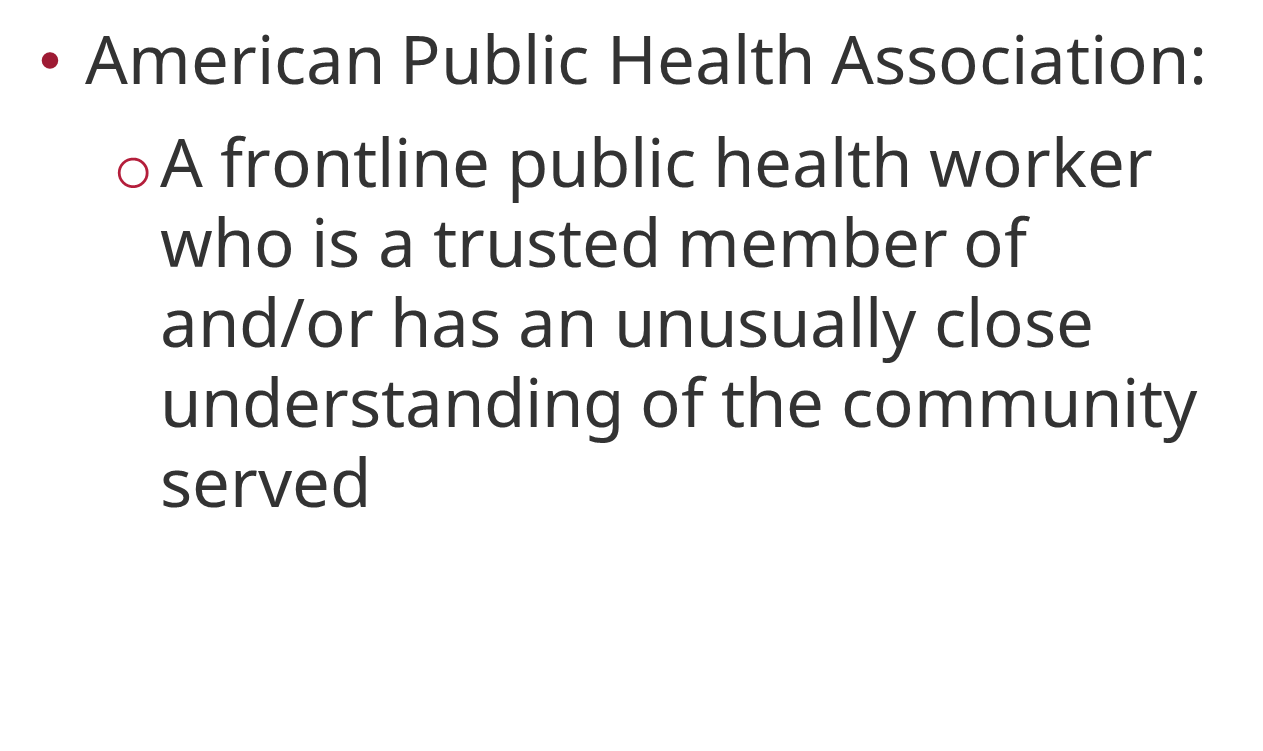 • American Public Health Association:
○ A frontline public health worker
who is a trusted member of
and/or has an unusually close
understanding of the community
served